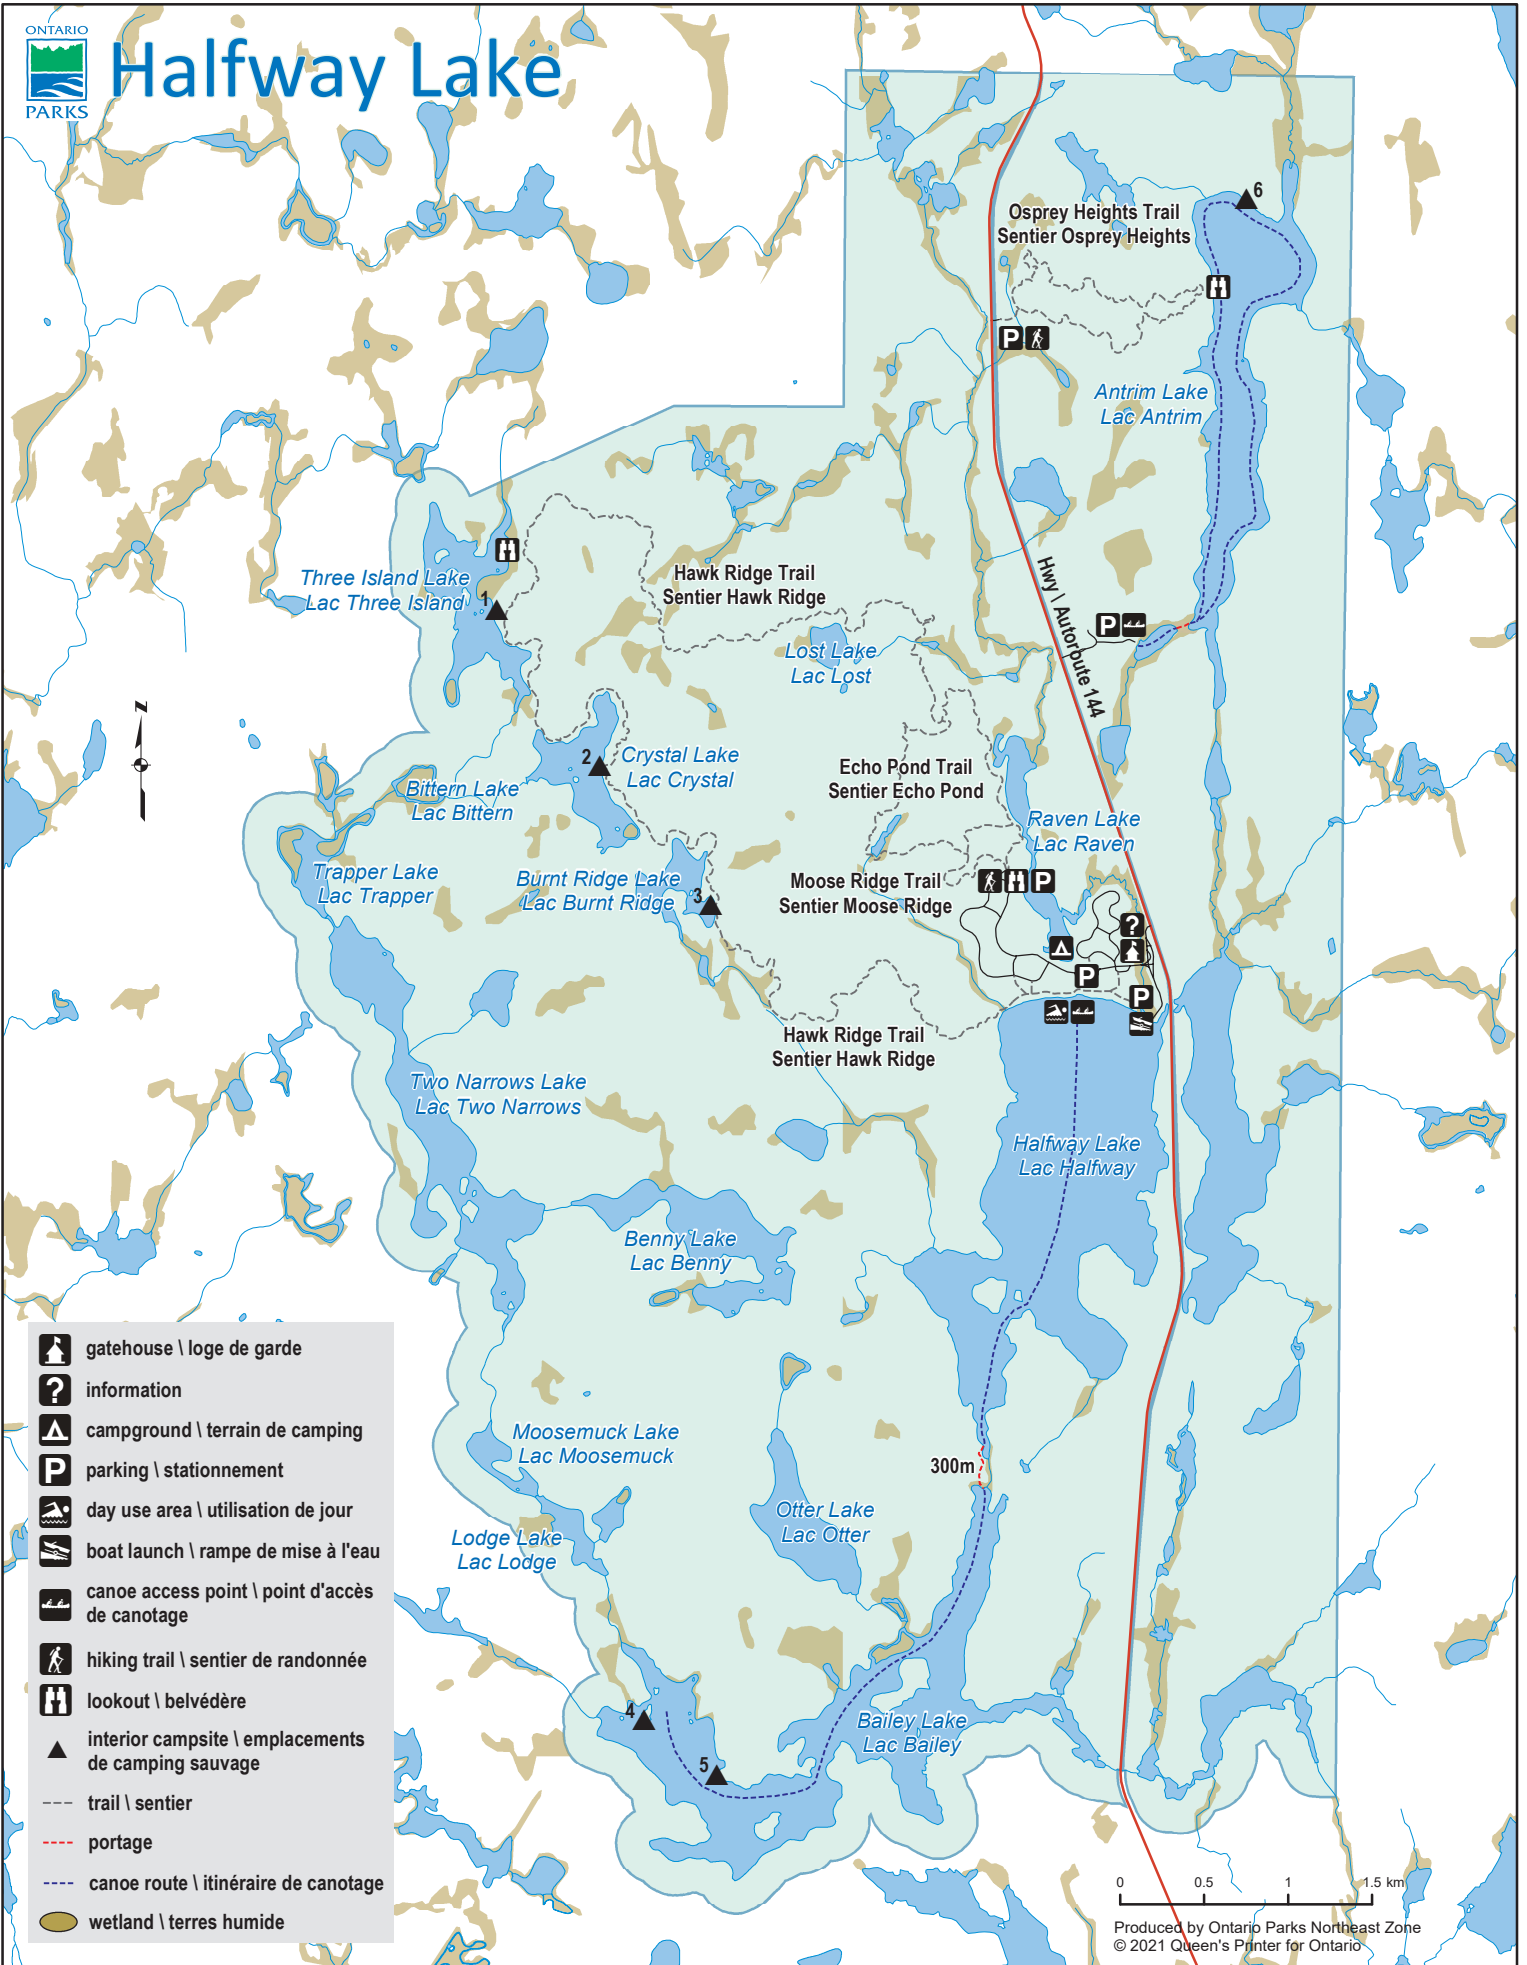 ONTARIO
PARKS
Halfway Lake
6
Osprey Heights Trail
Sentier Osprey Heights
P
Antrim Lake
Lac Antrim
Hwy \ Autoroute 144
Three Island Lake
Lac Three Island
1
Hawk Ridge Trail
Sentier Hawk Ridge
P
Lost Lake
Lac Lost
N
2
Crystal Lake
Lac Crystal
Echo Pond Trail
Sentier Echo Pond
Bittern Lake
Lac Bittern
Raven Lake
Lac Raven
Trapper Lake
Lac Trapper
Burnt Ridge Lake
Lac Burnt Ridge
3
Moose Ridge Trail
Sentier Moose Ridge
P
?
P
P
Hawk Ridge Trail
Sentier Hawk Ridge
Two Narrows Lake
Lac Two Narrows
Halfway Lake
Lac Halfway
Benny Lake
Lac Benny
Moosemuck Lake
Lac Moosemuck
300m
Otter Lake
Lac Otter
Lodge Lake
Lac Lodge
4
5
Bailey Lake
Lac Bailey
gatehouse \ loge de garde
? information
campground \ terrain de camping
P parking \ stationnement
day use area \ utilisation de jour
boat launch \ rampe de mise à l'eau
canoe access point \ point d'accès
de canotage
hiking trail \ sentier de randonnée
lookout \ belvédère
interior campsite \ emplacements
de camping sauvage
trail \ sentier
portage
canoe route \ itinéraire de canotage
wetland \ terres humide
0 0.5 1 1.5 km
Produced by Ontario Parks Northeast Zone
© 2021 Queen's Printer for Ontario